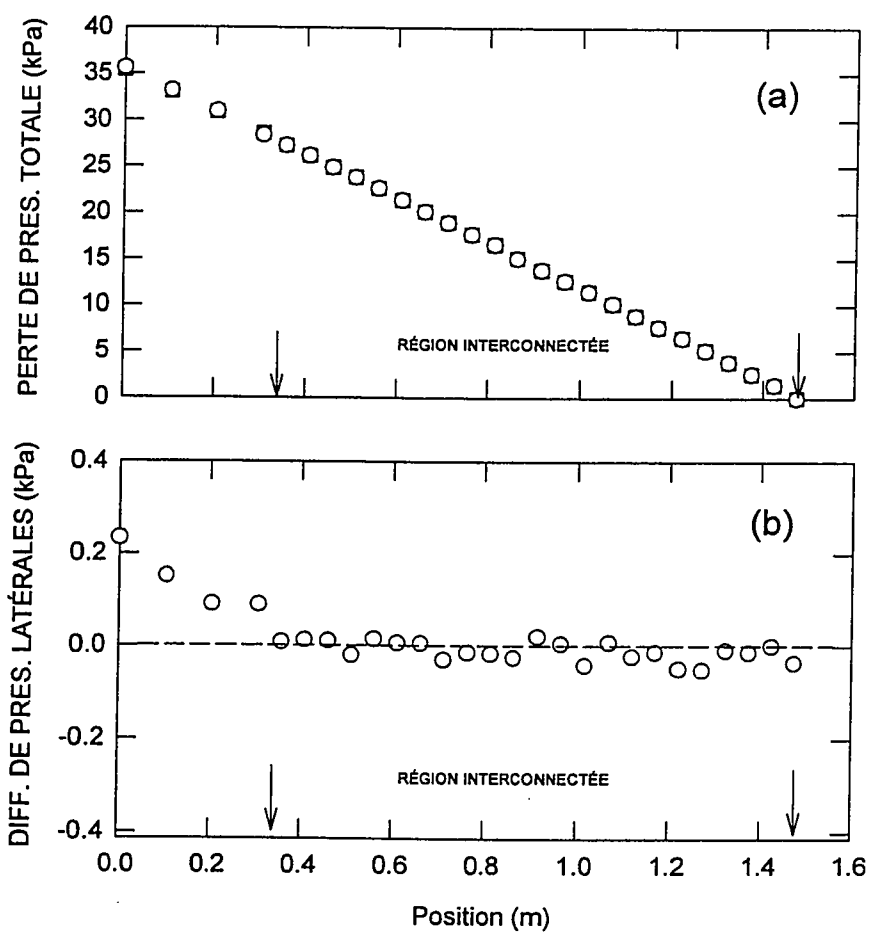 PERTE DE PRES. TOTALE (kPa)
40
35
30
25
20
15
10
5
0
(a)
RÉGION INTERCONNECTÉE
DIFF. DE PRES. LATÉRALES (kPa)
0.4
0.2
0.0
-0.2
-0.4
(b)
RÉGION INTERCONNECTÉE
0.0 0.2 0.4 0.6 0.8 1.0 1.2 1.4 1.6
Position (m)